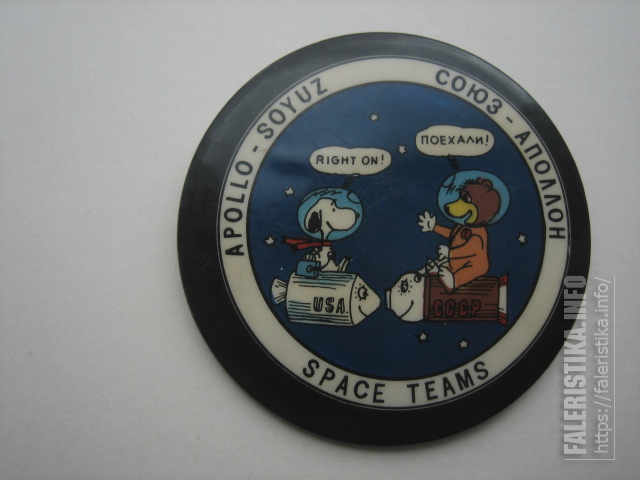 APOLLO - SOYUZ
СОЮЗ - АПОЛЛОН
RIGHT ON!
ПОЕХАЛИ!
USA
СССР
SPACE TEAMS
FALERISTIKA.INFO
https://faleristika.info/